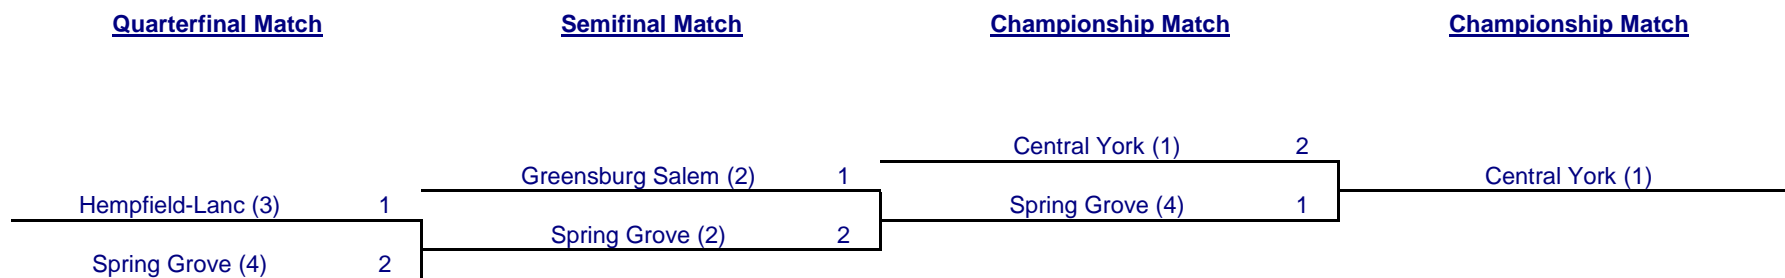 Quarterfinal Match Semifinal Match Championship Match Championship Match
Central York (1) 2
Greensburg Salem (2) 1 Central York (1)
Hempfield-Lanc (3) 1 Spring Grove (4) 1
Spring Grove (2) 2
Spring Grove (4) 2